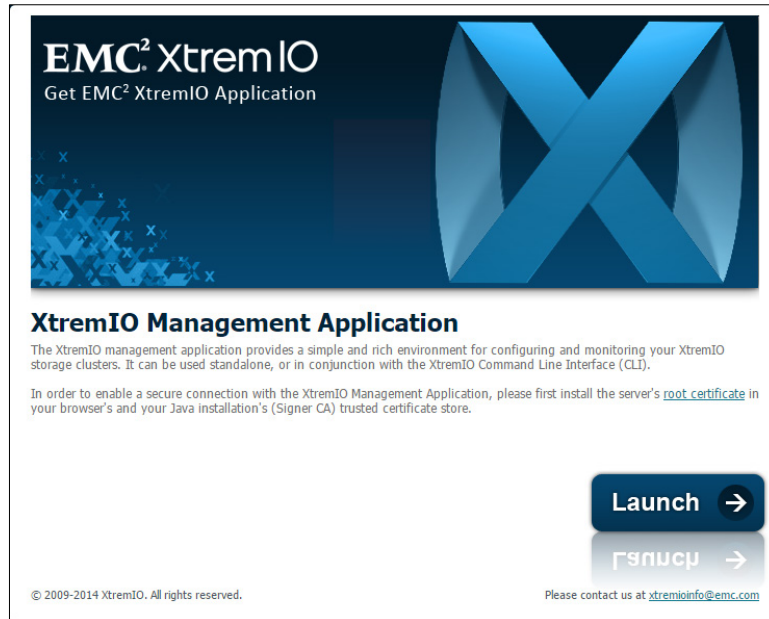 EMC² XtremIO
Get EMC² XtremIO Application
XtremIO Management Application
The XtremIO management application provides a simple and rich environment for configuring and monitoring your XtremIO
storage clusters. It can be used standalone, or in conjunction with the XtremIO Command Line Interface (CLI).
In order to enable a secure connection with the XtremIO Management Application, please first install the server's root certificate in
your browser's and your Java installation's (Signer CA) trusted certificate store.
Launch
© 2009-2014 XtremIO. All rights reserved.
Please contact us at xtremioinfo@emc.com